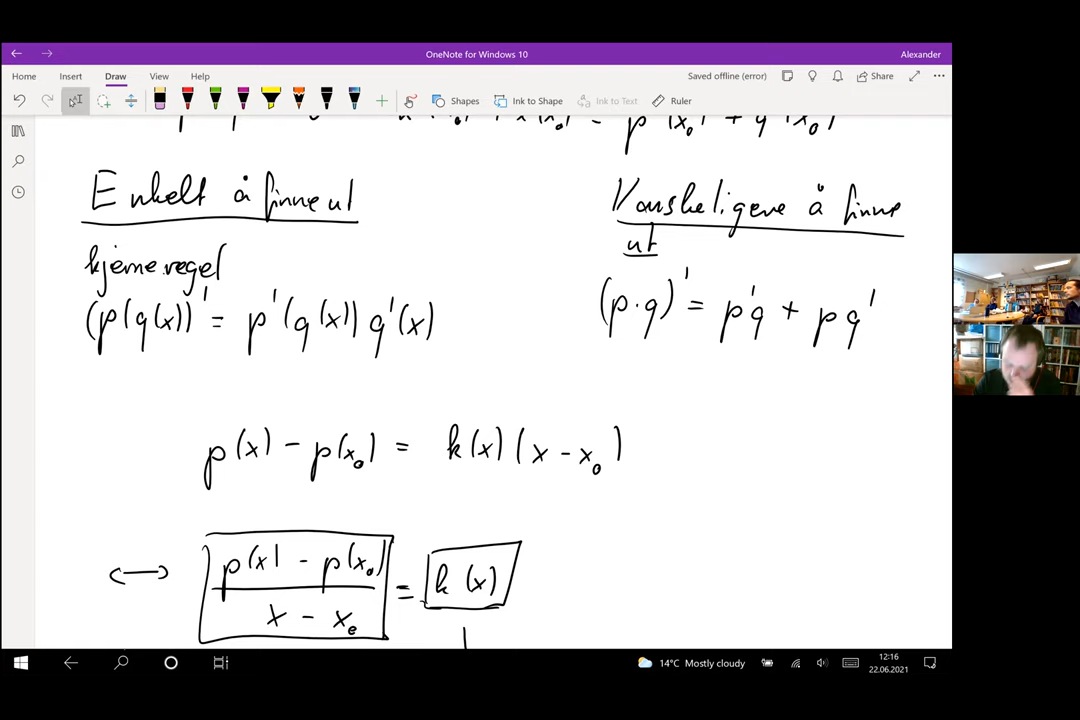 OneNote for Windows 10
Alexander
Home Insert Draw View Help
Saved offline (error)
Share
Shapes
Ink to Shape
Ink to Text
Ruler
Enkelt å finne ut
Vanskeligere å finne
ut
kjerneregel
(p(q(x))' = p'(q(x)) q'(x)
(p·q)' = p'q + pq'
p(x) - p(x₀) = k(x)(x - x₀)
↔ p(x) - p(x₀) = k(x)
x - x₀
14°C Mostly cloudy
12:16
22.06.2021